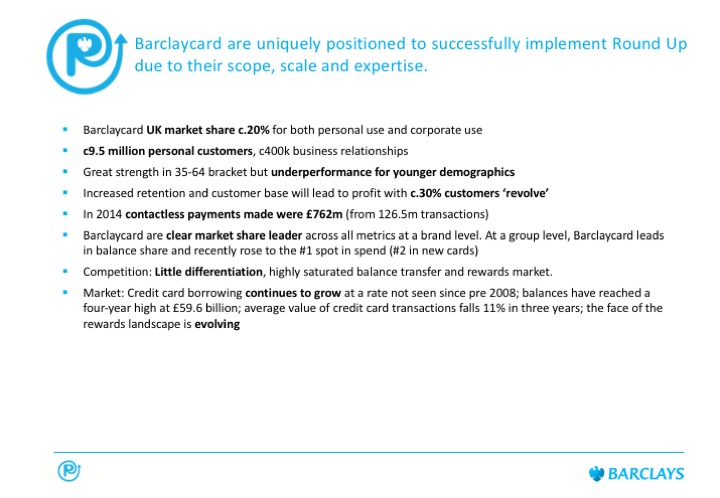 Barclaycard are uniquely positioned to successfully implement Round Up
due to their scope, scale and expertise.
▪ Barclaycard UK market share c.20% for both personal use and corporate use
▪ c9.5 million personal customers, c400k business relationships
▪ Great strength in 35-64 bracket but underperformance for younger demographics
▪ Increased retention and customer base will lead to profit with c.30% customers ‘revolve’
▪ In 2014 contactless payments made were £762m (from 126.5m transactions)
▪ Barclaycard are clear market share leader across all metrics at a brand level. At a group level, Barclaycard leads
in balance share and recently rose to the #1 spot in spend (#2 in new cards)
▪ Competition: Little differentiation, highly saturated balance transfer and rewards market.
▪ Market: Credit card borrowing continues to grow at a rate not seen since pre 2008; balances have reached a
four-year high at £59.6 billion; average value of credit card transactions falls 11% in three years; the face of the
rewards landscape is evolving
BARCLAYS